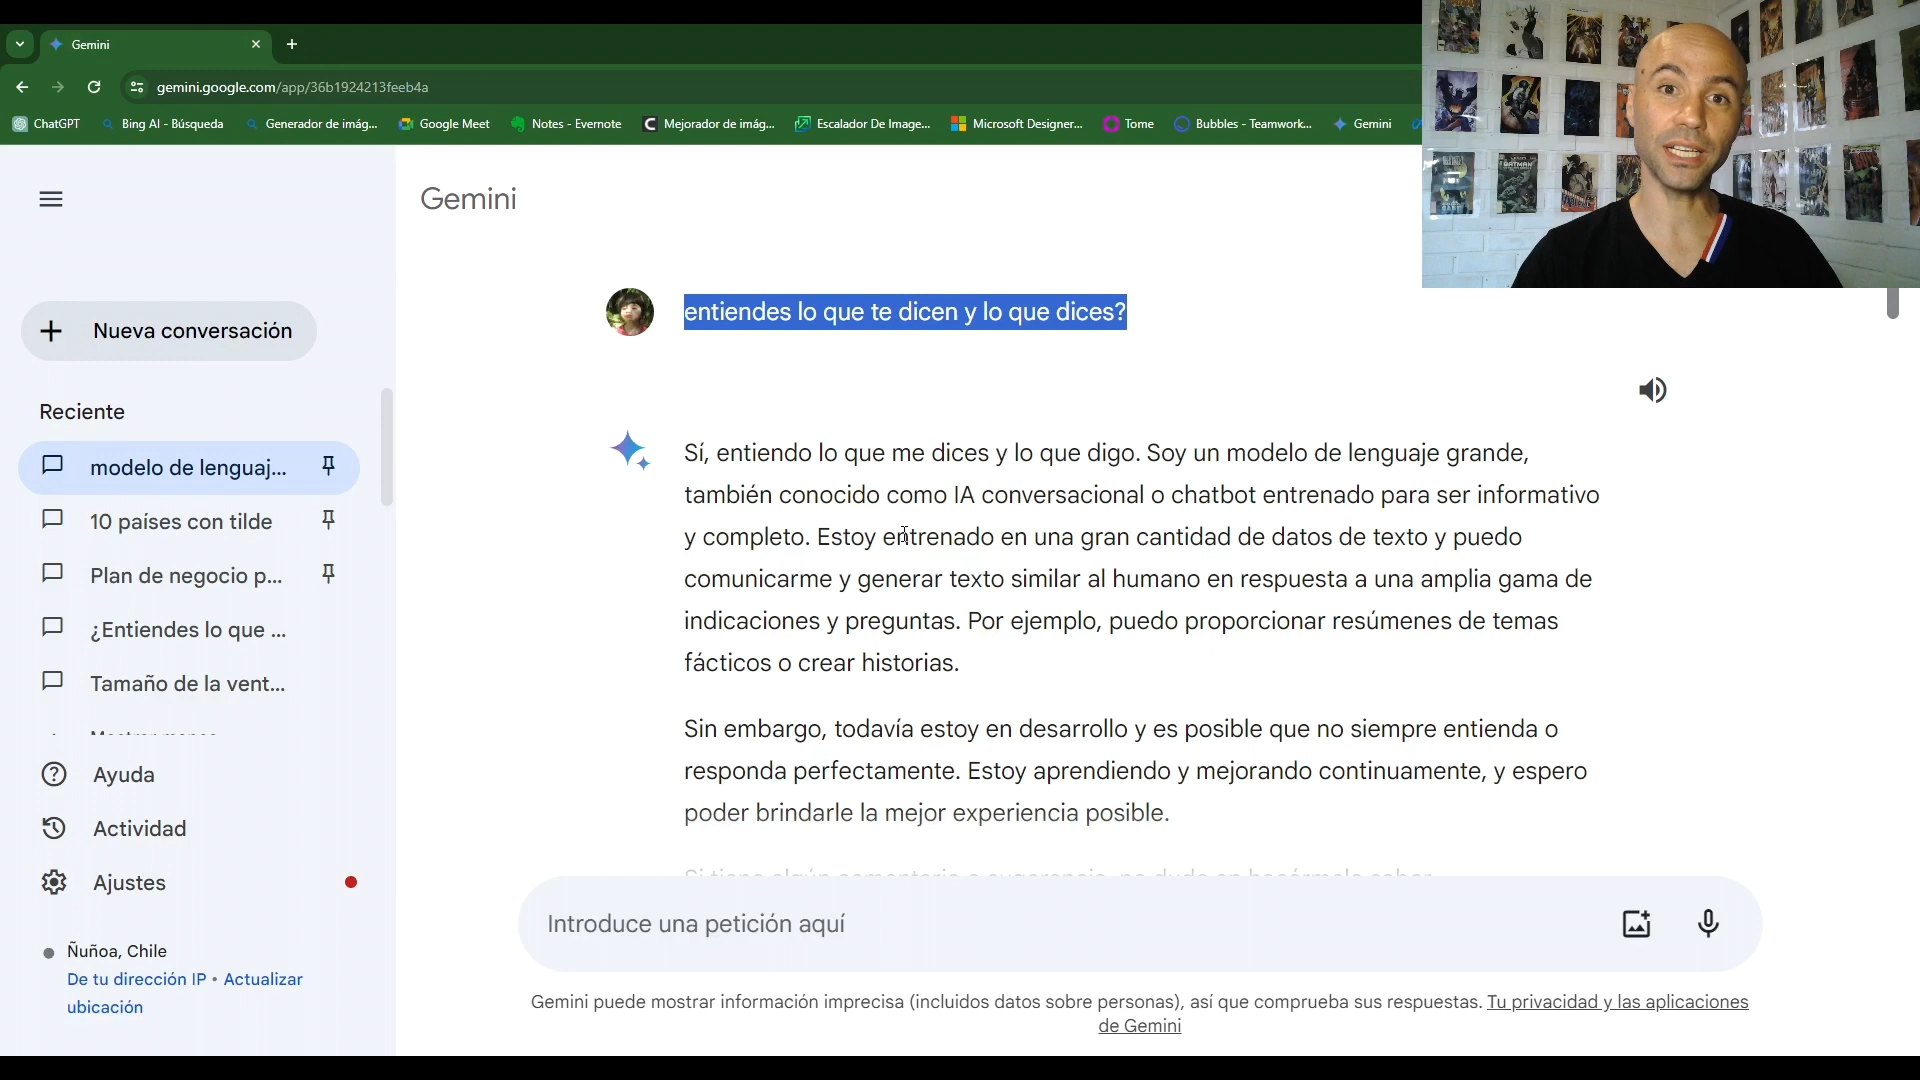 Gemini
gemini.google.com/app/36b1924213feeb4a
ChatGPT
Bing AI - Búsqueda
Generador de imág...
Google Meet
Notes - Evernote
Mejorador de imág...
Escalador De Image...
Microsoft Designer...
Tome
Bubbles - Teamwork...
Gemini
Gemini
Nueva conversación
Reciente
modelo de lenguaj...
10 países con tilde
Plan de negocio p...
¿Entiendes lo que ...
Tamaño de la vent...
Ayuda
Actividad
Ajustes
Ñuñoa, Chile
De tu dirección IP • Actualizar
ubicación
entiendes lo que te dicen y lo que dices?
Sí, entiendo lo que me dices y lo que digo. Soy un modelo de lenguaje grande,
también conocido como IA conversacional o chatbot entrenado para ser informativo
y completo. Estoy entrenado en una gran cantidad de datos de texto y puedo
comunicarme y generar texto similar al humano en respuesta a una amplia gama de
indicaciones y preguntas. Por ejemplo, puedo proporcionar resúmenes de temas
fácticos o crear historias.
Sin embargo, todavía estoy en desarrollo y es posible que no siempre entienda o
responda perfectamente. Estoy aprendiendo y mejorando continuamente, y espero
poder brindarle la mejor experiencia posible.
Introduce una petición aquí
Gemini puede mostrar información imprecisa (incluidos datos sobre personas), así que comprueba sus respuestas. Tu privacidad y las aplicaciones
de Gemini